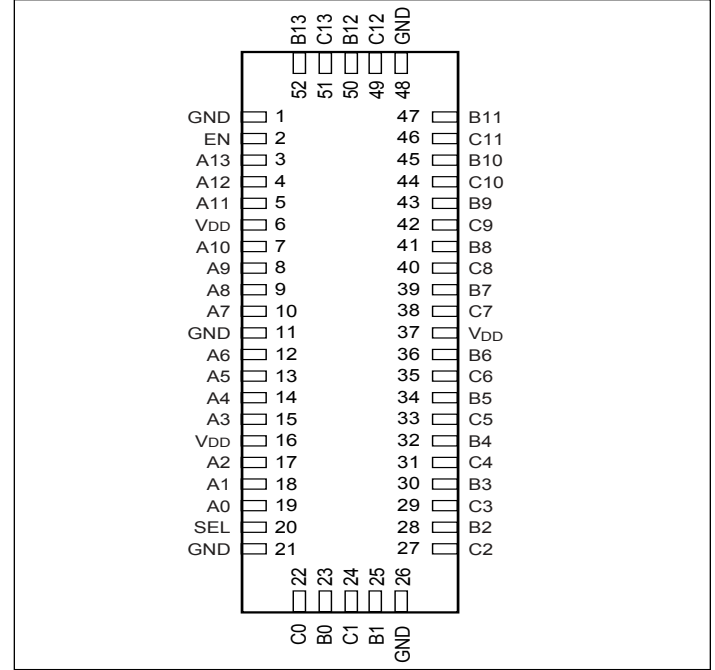 B13 C13 B12 C12 GND
52 51 50 49 48
GND 1 47 B11
EN 2 46 C11
A13 3 45 B10
A12 4 44 C10
A11 5 43 B9
VDD 6 42 C9
A10 7 41 B8
A9 8 40 C8
A8 9 39 B7
A7 10 38 C7
GND 11 37 VDD
A6 12 36 B6
A5 13 35 C6
A4 14 34 B5
A3 15 33 C5
VDD 16 32 B4
A2 17 31 C4
A1 18 30 B3
A0 19 29 C3
SEL 20 28 B2
GND 21 27 C2
22 23 24 25 26
C0 B0 C1 B1 GND